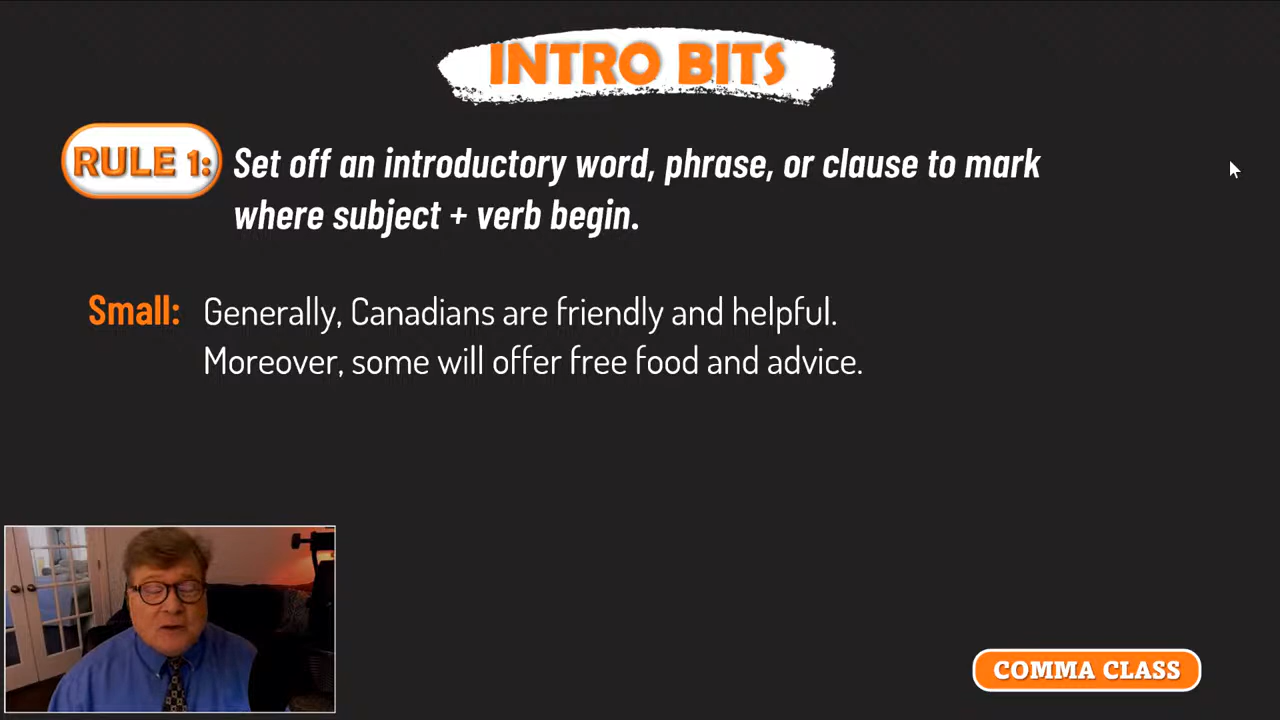 INTRO BITS
RULE 1: Set off an introductory word, phrase, or clause to mark
where subject + verb begin.
Small: Generally, Canadians are friendly and helpful.
Moreover, some will offer free food and advice.
COMMA CLASS